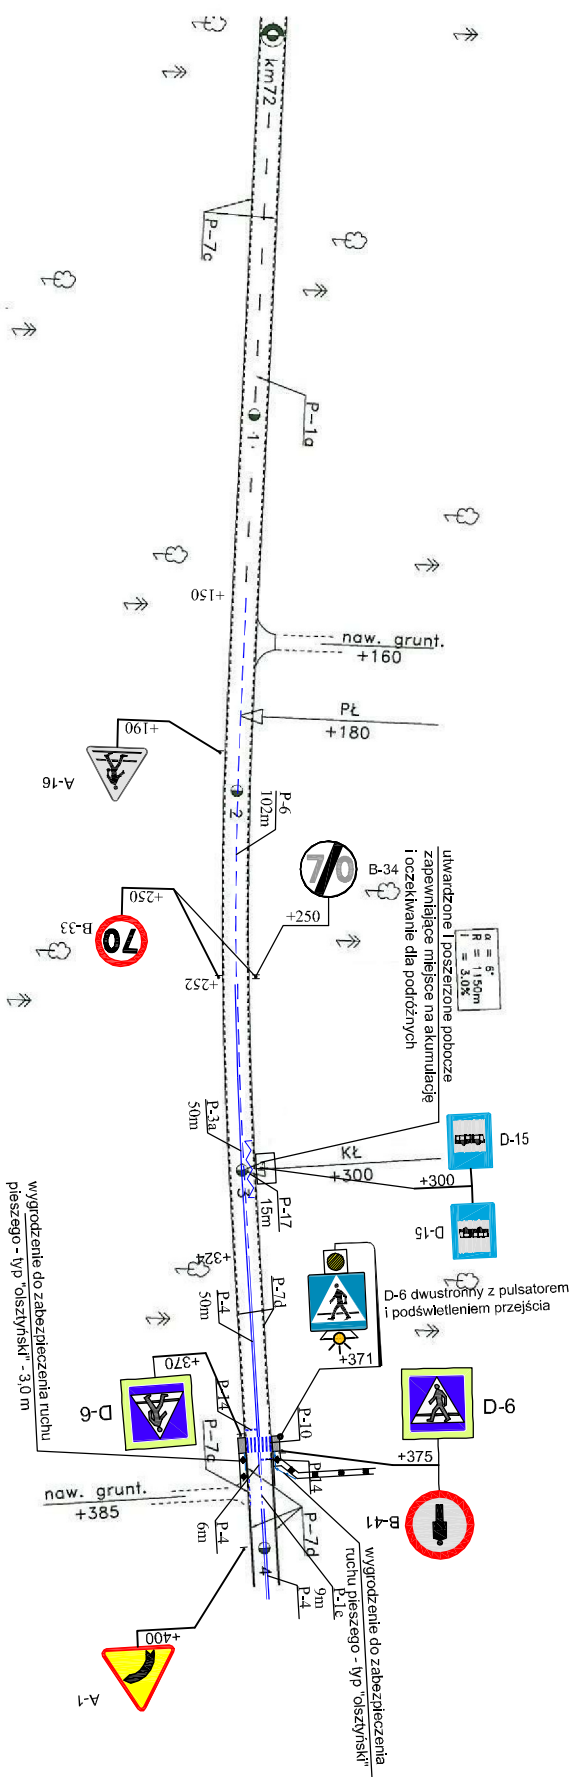 km72
P-7c
P-1a
1
+150
naw. grunt.
+160
PŁ
+180
+190
A-16
2
P-6
102m
70
B-34
+250
+250
B-33
70
+252
utwardzone i poszerzone pobocze
zapewniające miejsce na akumulację
i oczekiwanie dla podróżnych
α = 6°
R = 1150m
i = 3.0%
P-3a
50m
KŁ
+300
D-15
+300
D-15
3
P-17
15m
+324
wygrodzenie do zabezpieczenia ruchu
pieszego - typ "olsztyński" - 3,0 m
P-4
50m
P-7d
D-6 dwustronny z pulsatorem
i podświetleniem przejścia
+371
+370
D-6
P-14
P-10
D-6
+375
P-7c
P-14
naw. grunt.
+385
P-4
6m
P-7d
B-41
wygrodzenie do zabezpieczenia
ruchu pieszego - typ "olsztyński"
4
P-4
9m
P-1e
+400
A-1